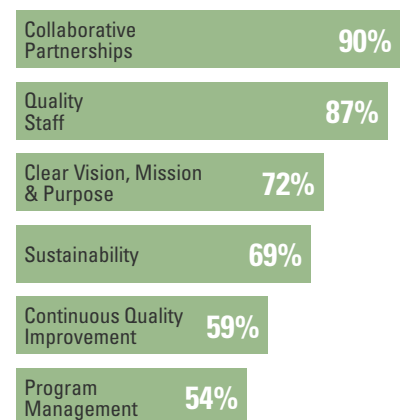 Collaborative
Partnerships
90%
Quality
Staff
87%
Clear Vision, Mission
& Purpose
72%
Sustainability
69%
Continuous Quality
Improvement
59%
Program
Management
54%